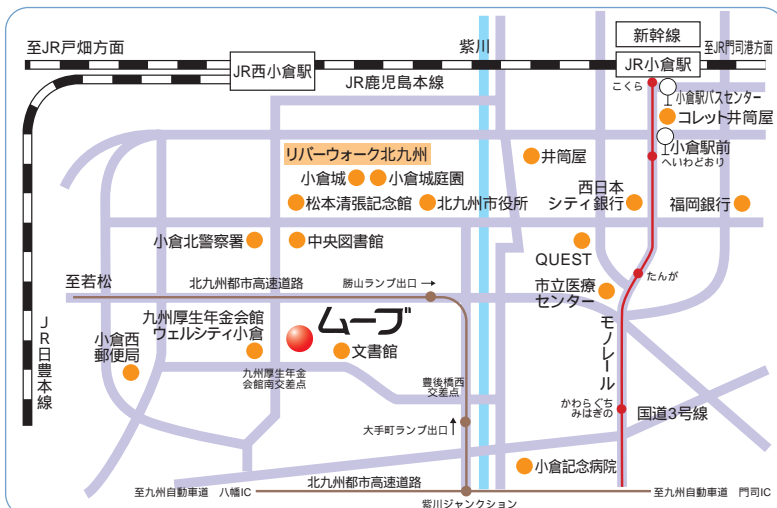 新幹線
至JR戸畑方面
紫川
至JR門司港方面
JR西小倉駅
JR小倉駅
JR鹿児島本線
こくら
小倉駅バスセンター
コレット井筒屋
小倉駅前
へいわどおり
リバーウォーク北九州
井筒屋
小倉城
小倉城庭園
西日本
シティ銀行
福岡銀行
松本清張記念館
北九州市役所
小倉北警察署
中央図書館
QUEST
たんが
至若松
北九州都市高速道路
勝山ランプ出口→
市立医療
センター
九州厚生年金会館
ウェルシティ小倉
ムーブ
文書館
小倉西
郵便局
JR日豊本線
モノレール
九州厚生年金
会館南交差点
豊後橋西
交差点
かわらぐち
みはぎの
国道3号線
大手町ランプ出口↑
小倉記念病院
至九州自動車道 八幡IC
北九州都市高速道路
紫川ジャンクション
至九州自動車道 門司IC